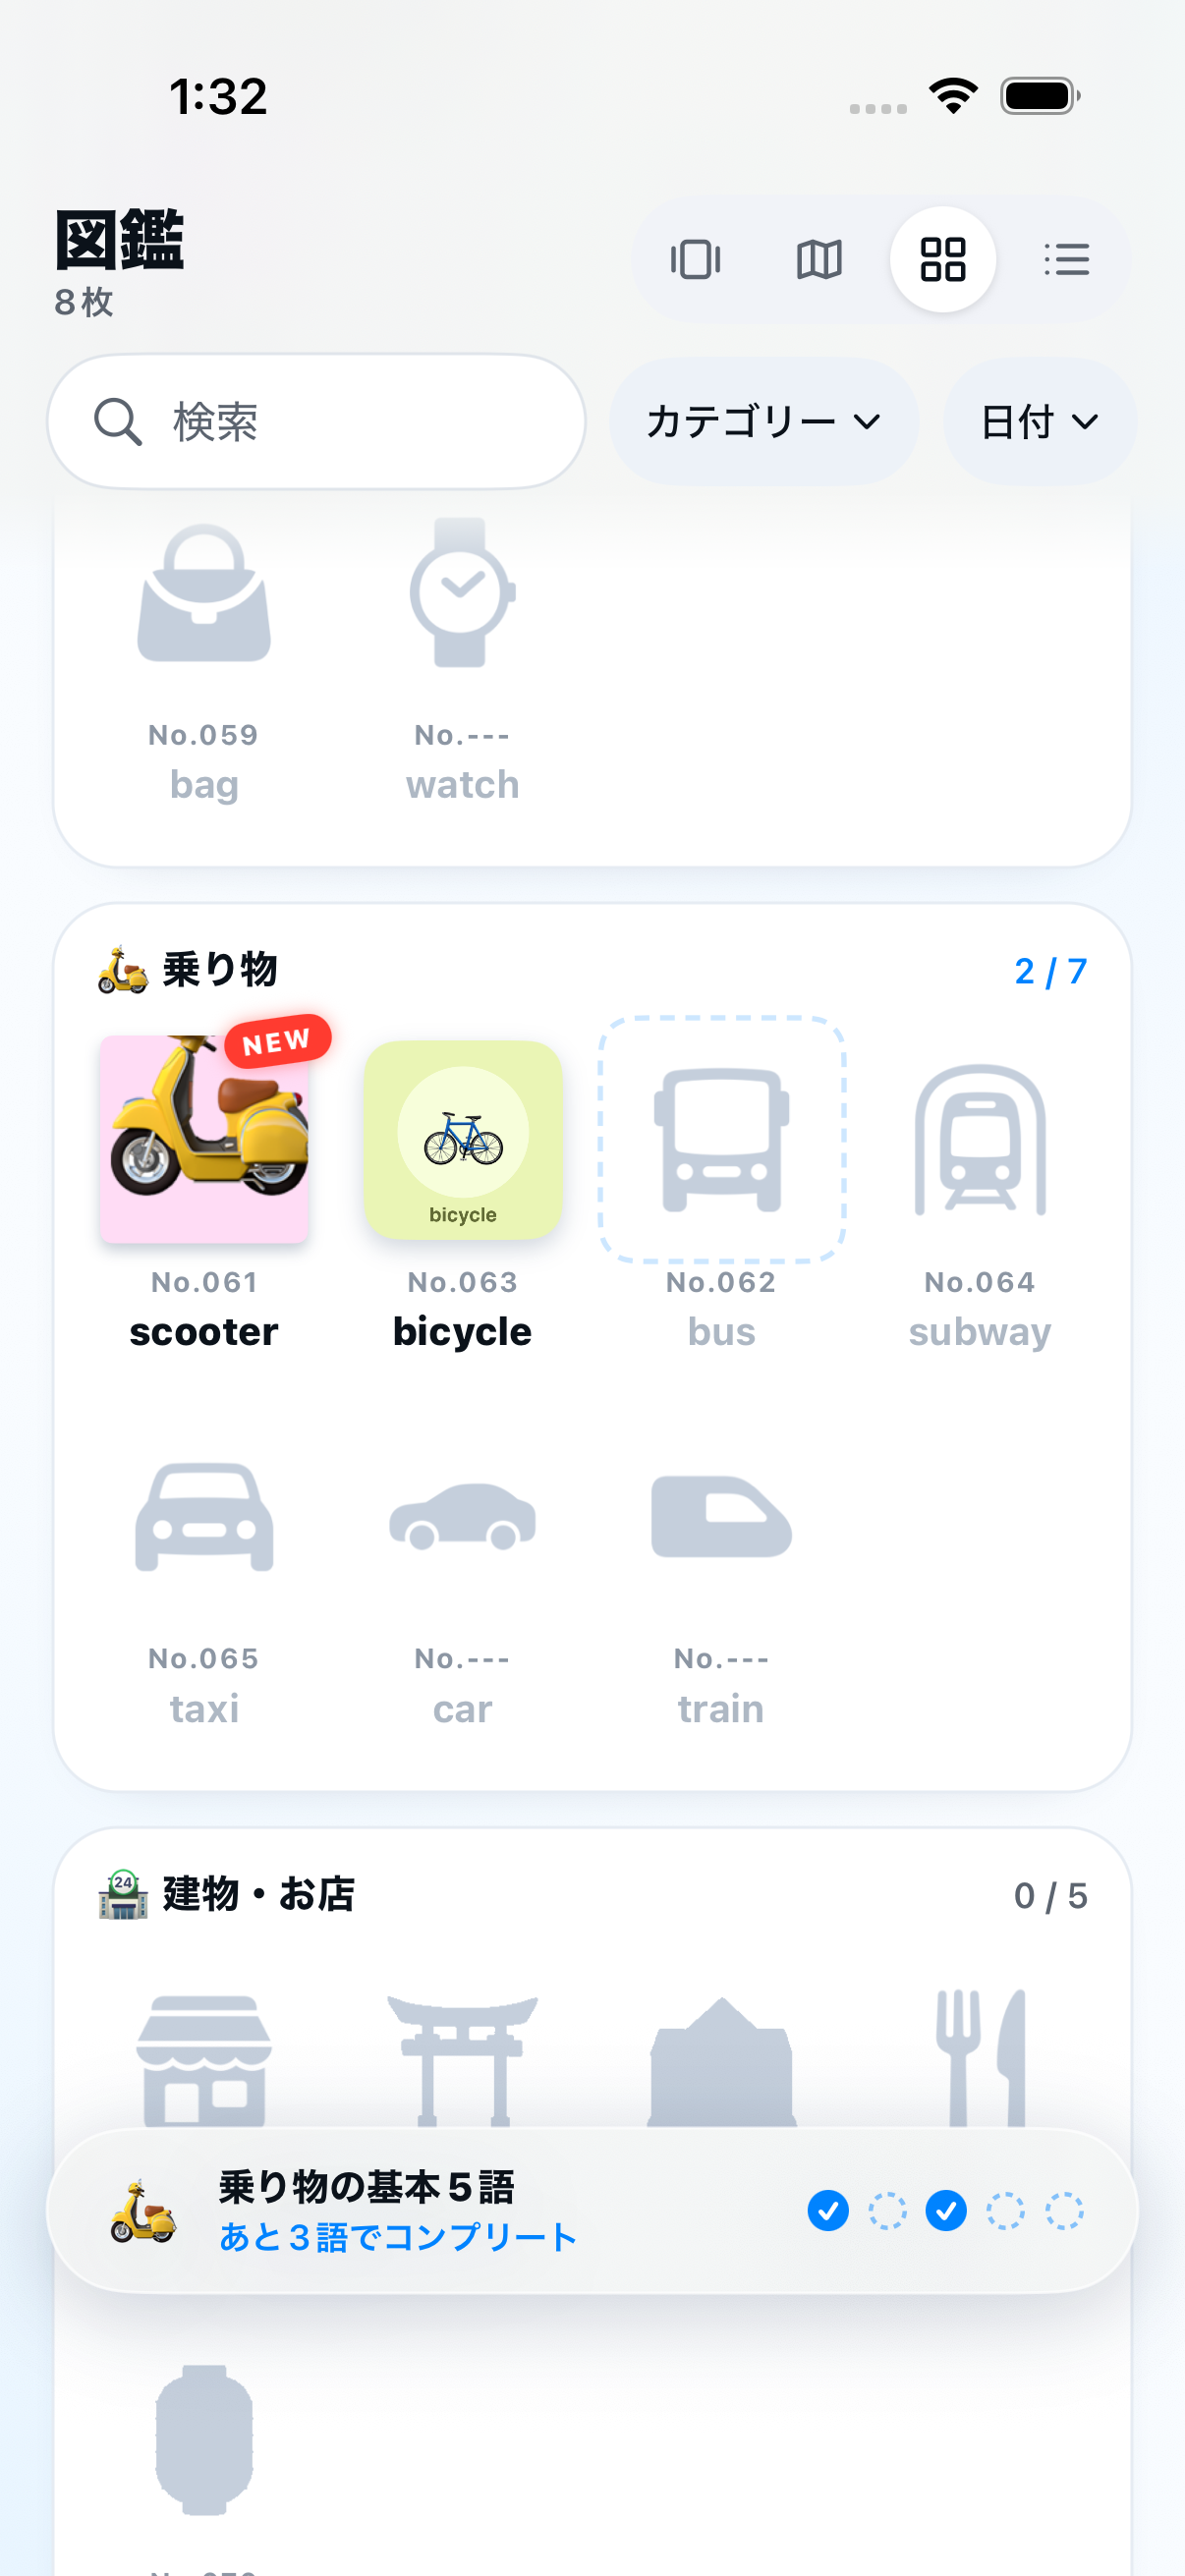 1:32
図鑑
8枚
検索
カテゴリー
日付
No.059
No.---
bag
watch
乗り物
2 / 7
NEW
bicycle
No.061
No.063
No.062
No.064
scooter
bicycle
bus
subway
No.065
No.---
No.---
taxi
car
train
24
建物・お店
0 / 5
乗り物の基本5語
あと3語でコンプリート